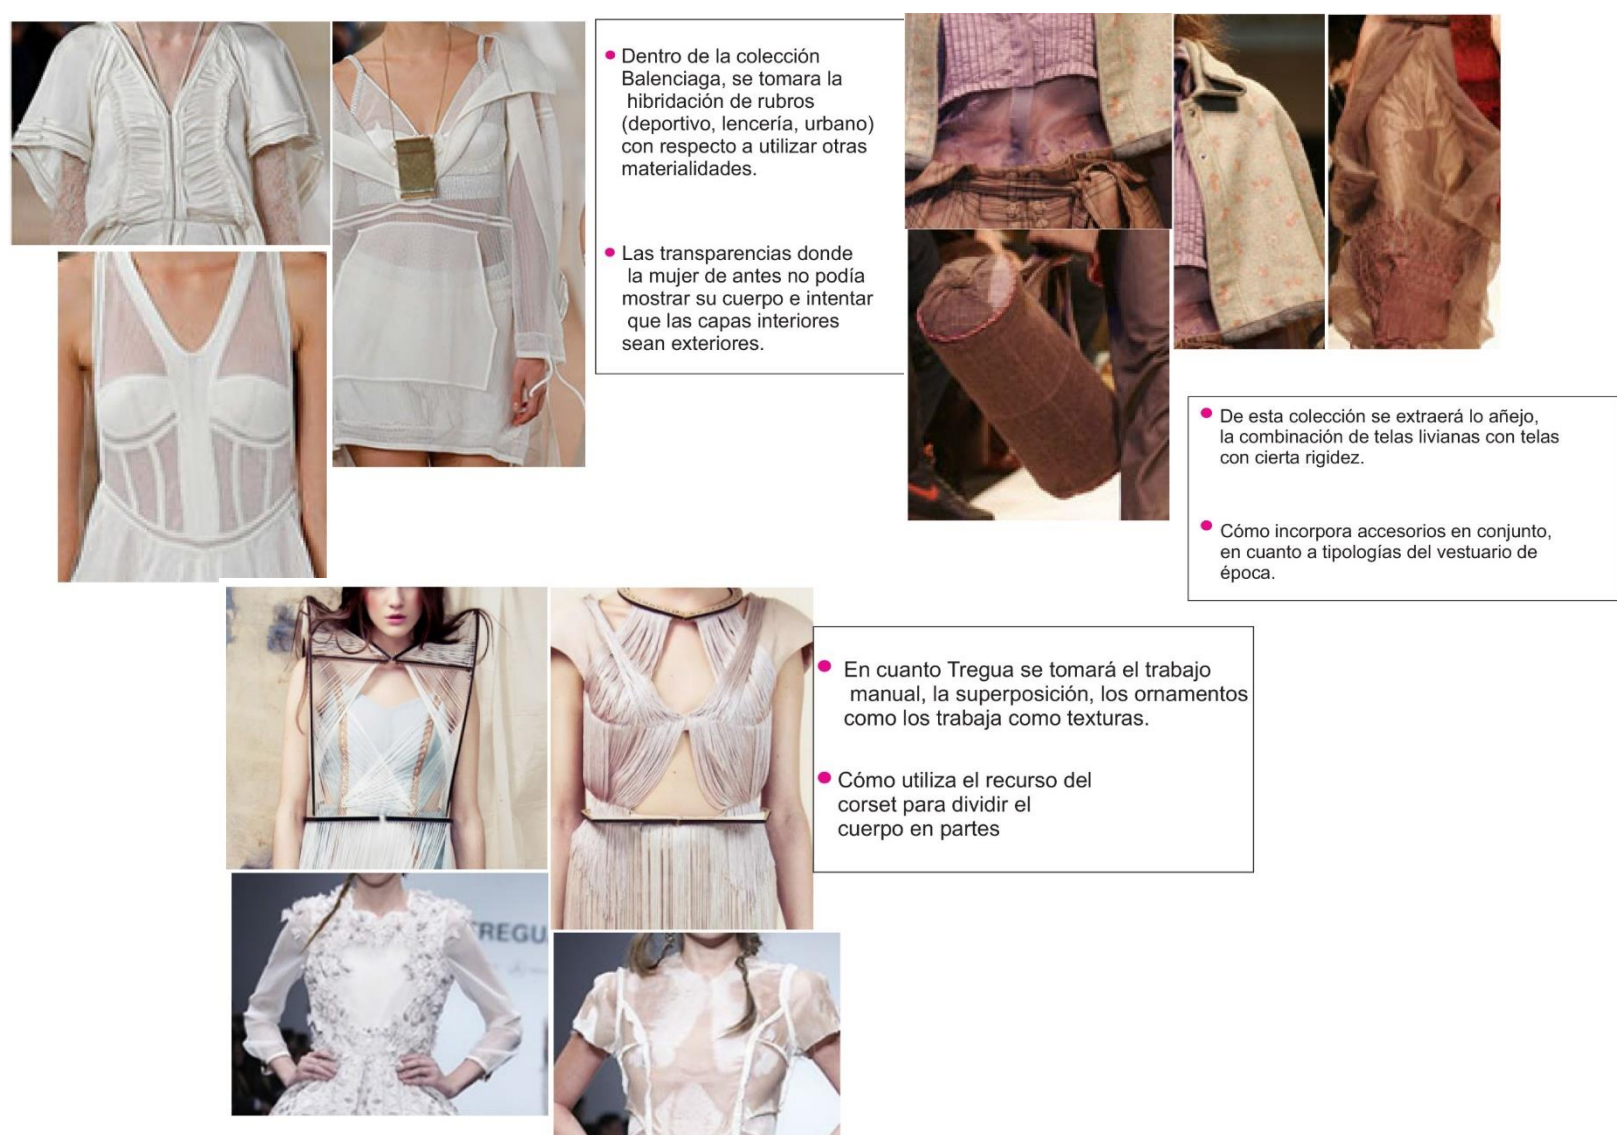 Dentro de la colección
Balenciaga, se tomara la
hibridación de rubros
(deportivo, lencería, urbano)
con respecto a utilizar otras
materialidades.
Las transparencias donde
la mujer de antes no podía
mostrar su cuerpo e intentar
que las capas interiores
sean exteriores.
De esta colección se extraerá lo añejo,
la combinación de telas livianas con telas
con cierta rigidez.
Cómo incorpora accesorios en conjunto,
en cuanto a tipologías del vestuario de
época.
En cuanto Tregua se tomará el trabajo
manual, la superposición, los ornamentos
como los trabaja como texturas.
Cómo utiliza el recurso del
corset para dividir el
cuerpo en partes
TREGU